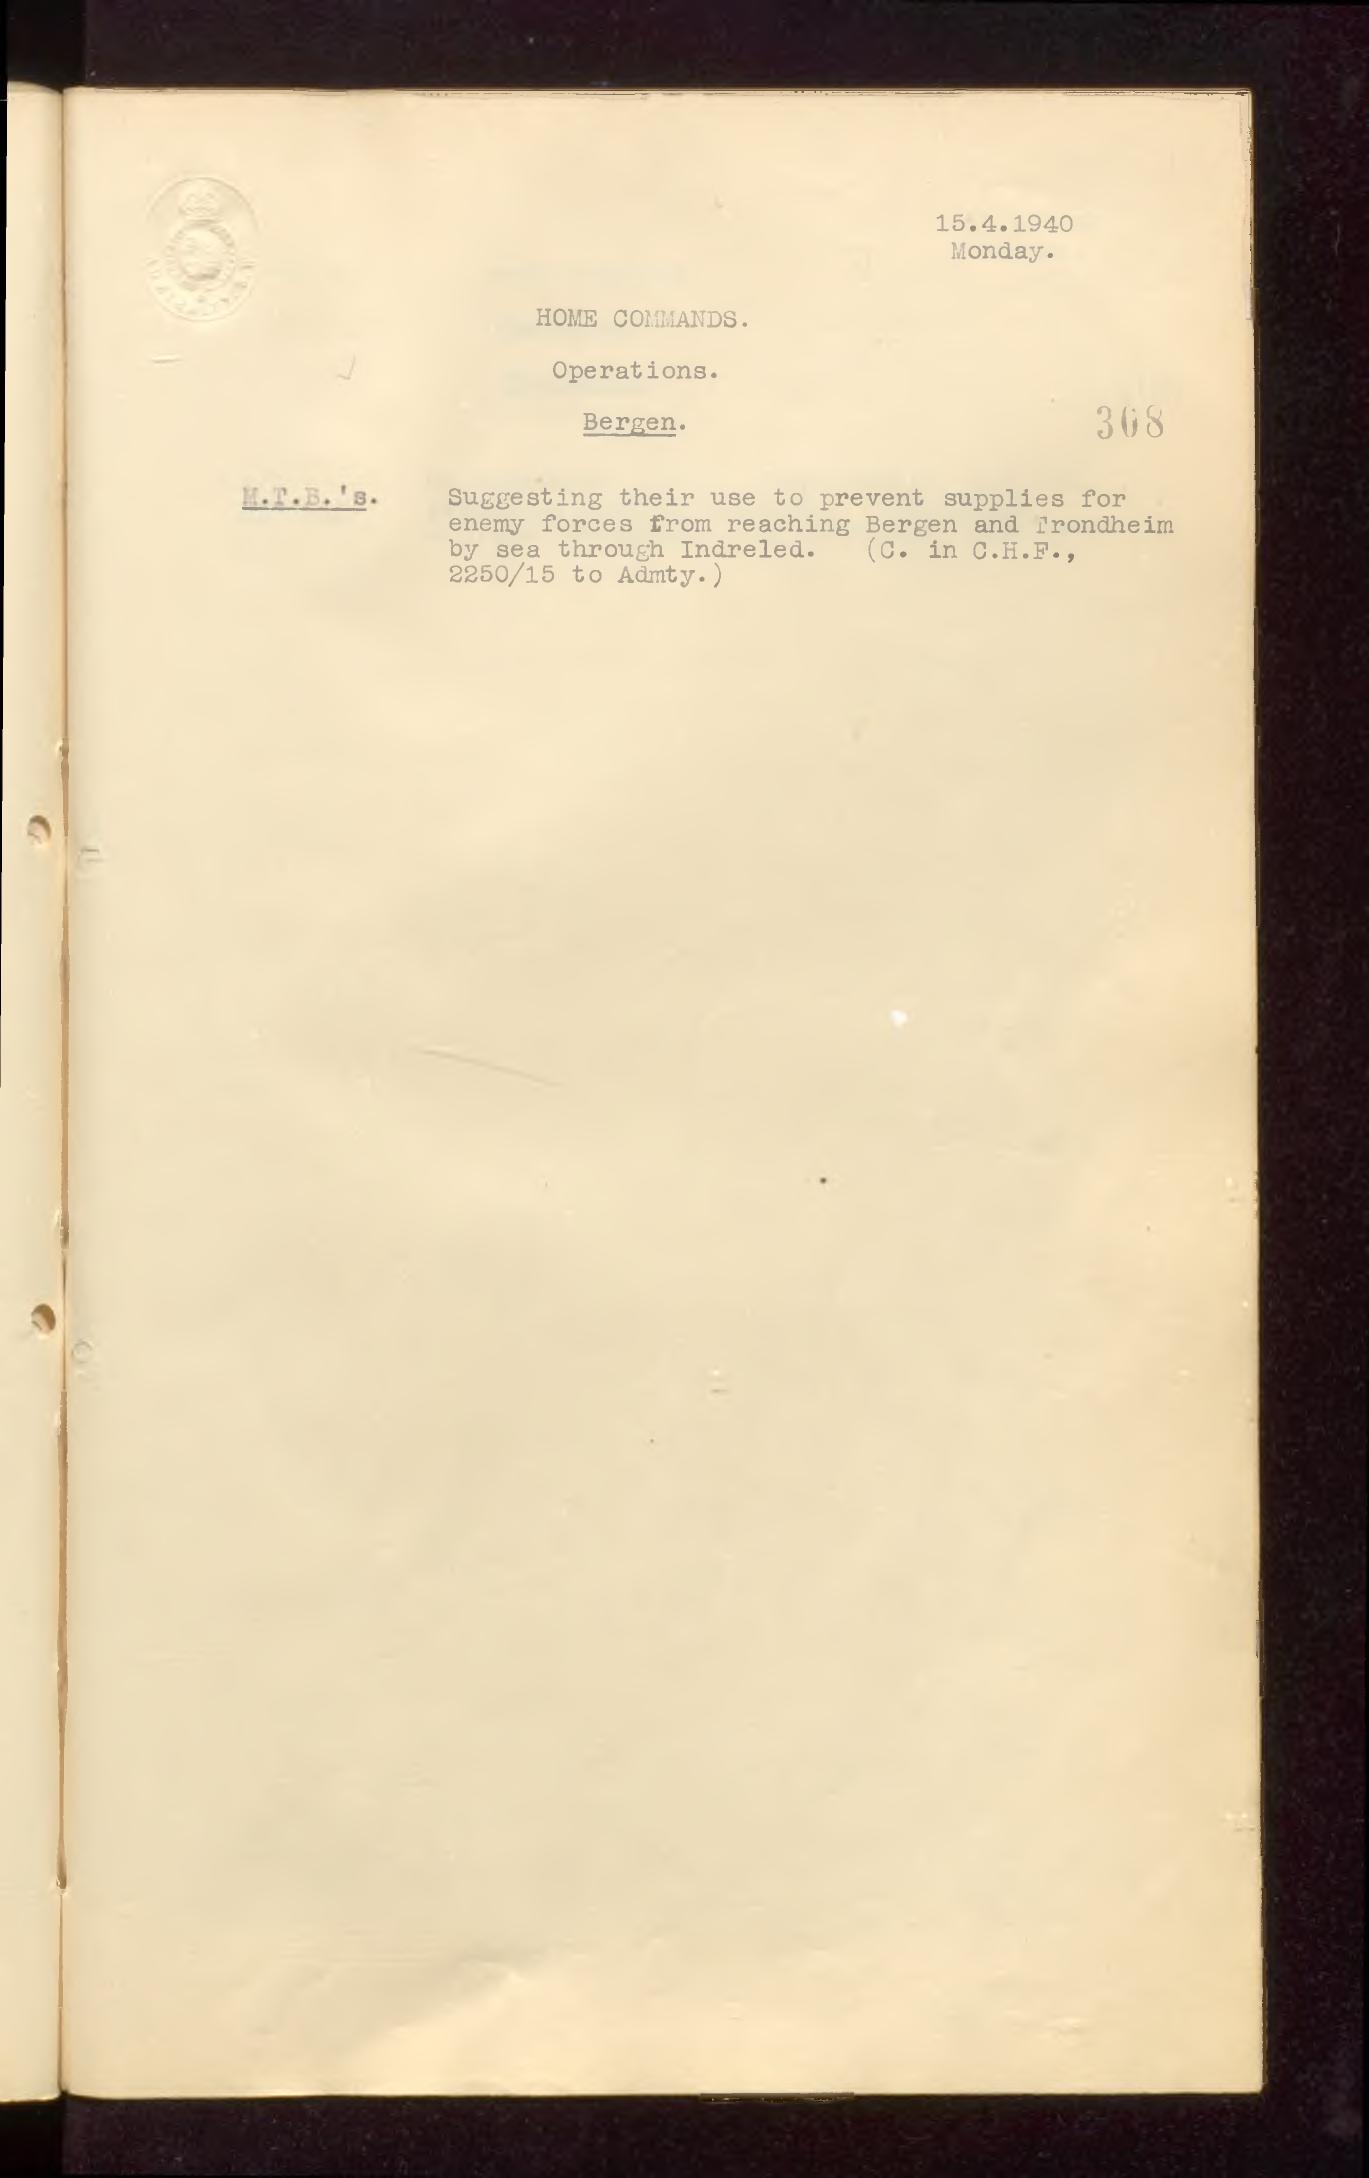 15.4.1940
Monday.
HOME COMMANDS.
Operations.
Bergen.
308
M.T.B.'s. Suggesting their use to prevent supplies for
enemy forces from reaching Bergen and Trondheim
by sea through Indreled. (C. in C.H.F.,
2250/15 to Admty.)